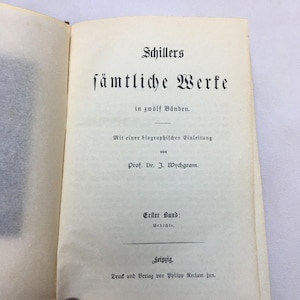 Schillers
sämtliche Werke
in zwölf Bänden.
Mit einer biographischen Einleitung
von
Prof. Dr. J. Wychgram.
Erster Band:
Gedichte.
Leipzig.
Druck und Verlag von Philipp Reclam jun.